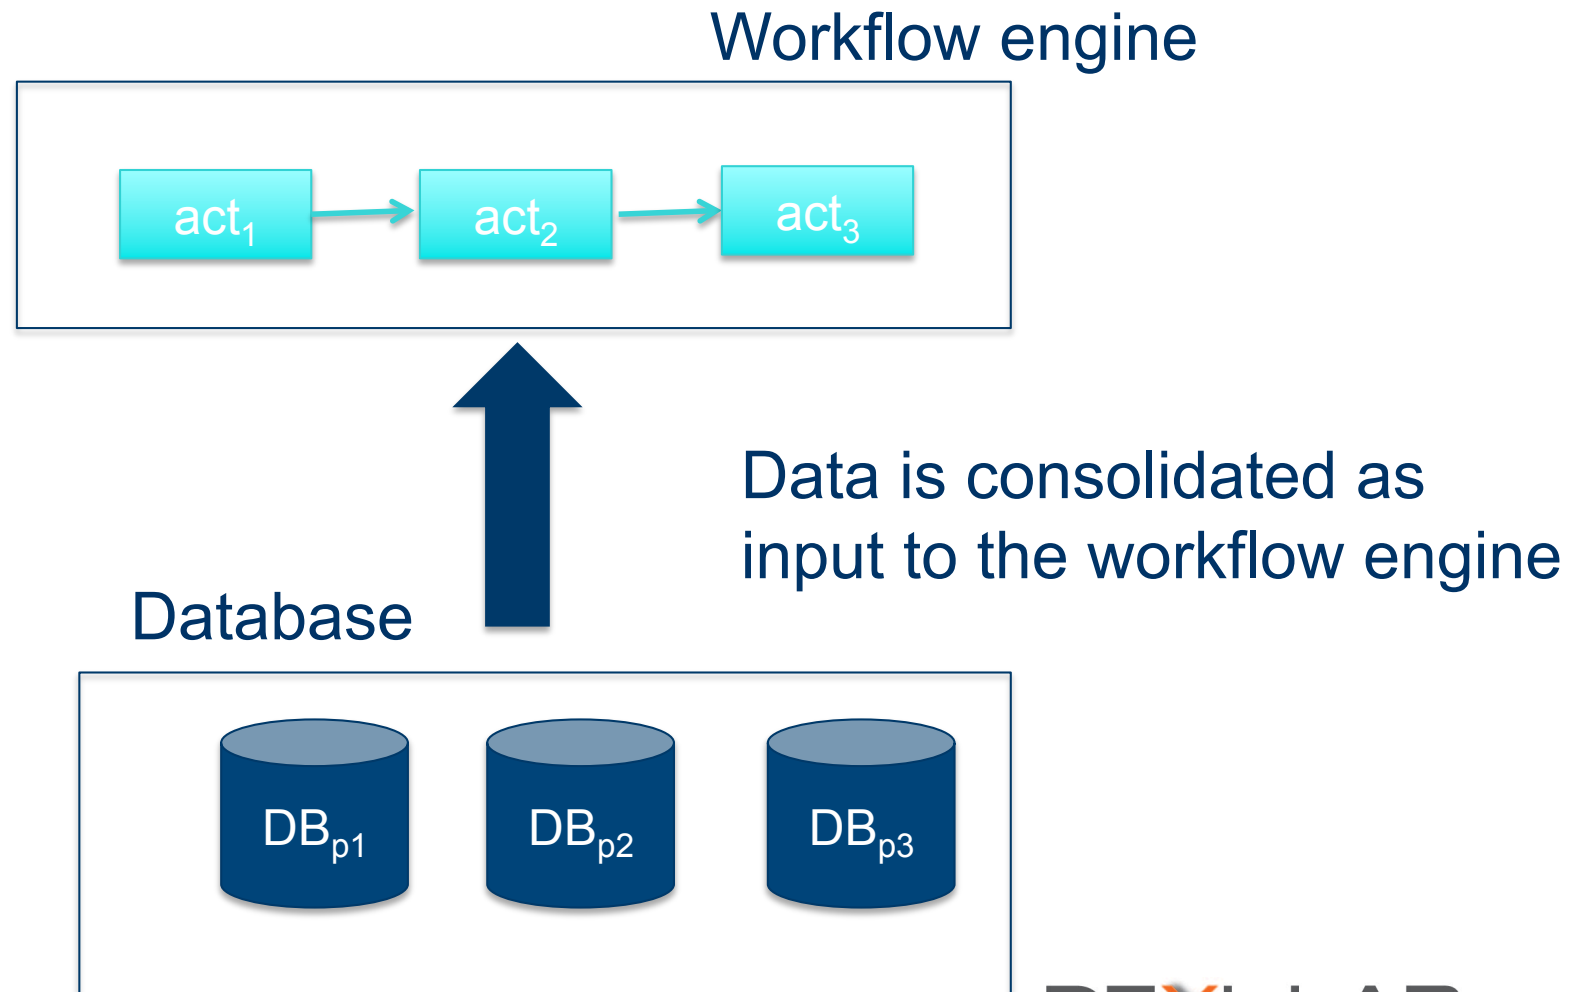 Workflow engine
act₁ act₂ act₃
Data is consolidated as
input to the workflow engine
Database
DBp1 DBp2 DBp3